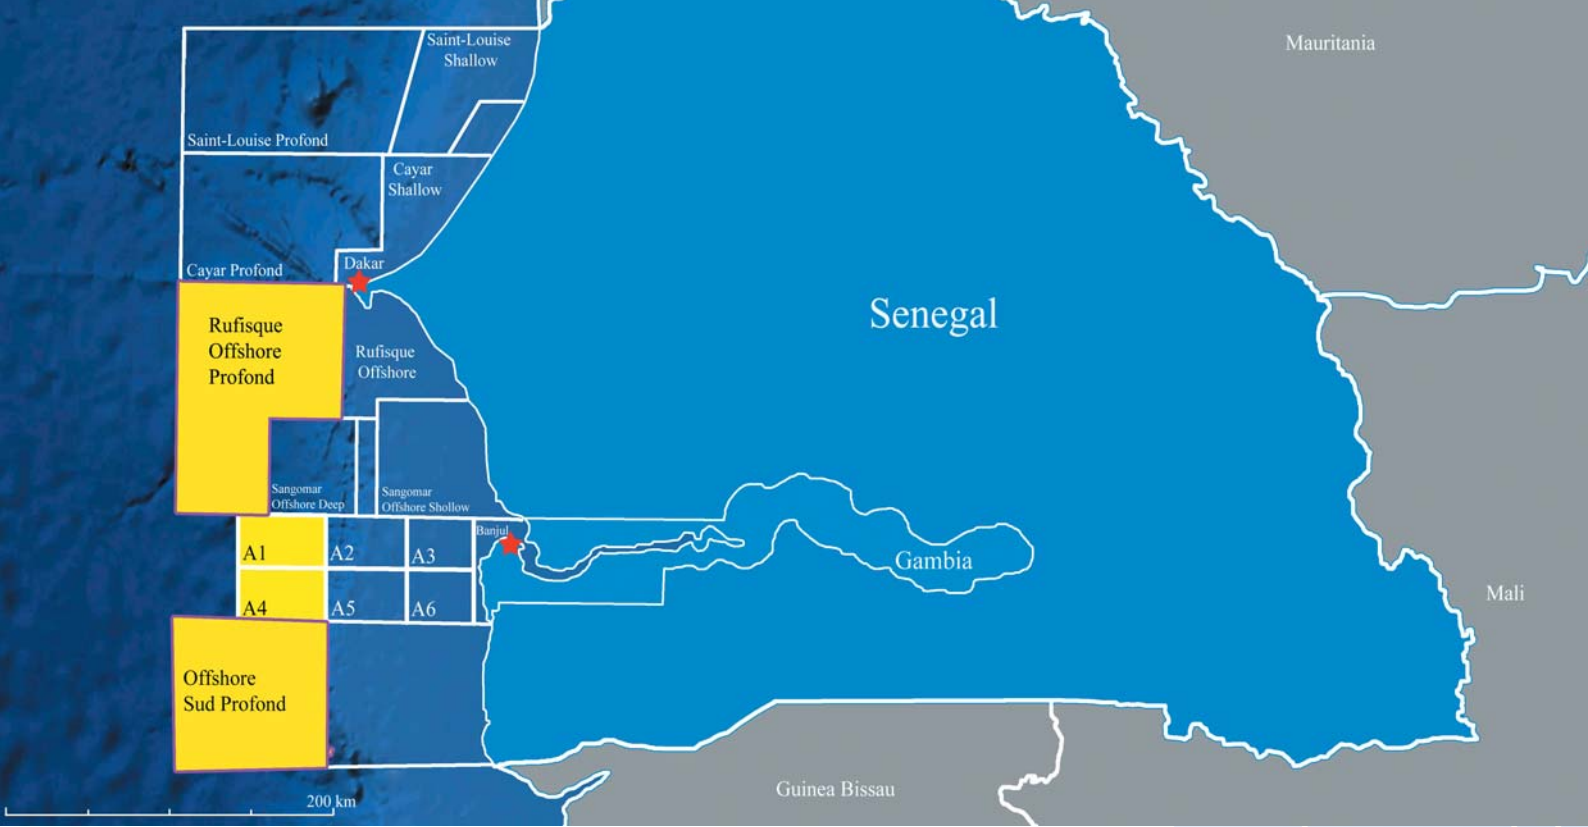 Saint-Louise
Shallow
Mauritania
Saint-Louise Profond
Cayar
Shallow
Dakar
Cayar Profond
Senegal
Rufisque
Offshore
Profond
Rufisque
Offshore
Sangomar
Offshore Deep
Sangomar
Offshore Shollow
Banjul
A1
A2
A3
Gambia
Mali
A4
A5
A6
Offshore
Sud Profond
Guinea Bissau
200 km